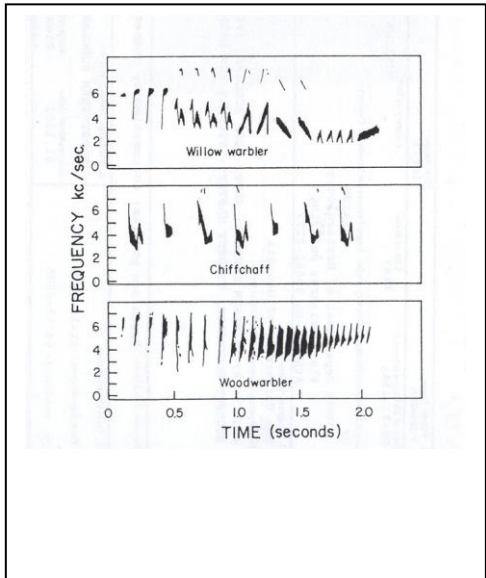 FREQUENCY kc/sec.
6
4
2
0
Willow warbler
6
4
2
0
Chiffchaff
6
4
2
0
Woodwarbler
0 0.5 1.0 1.5 2.0
TIME (seconds)